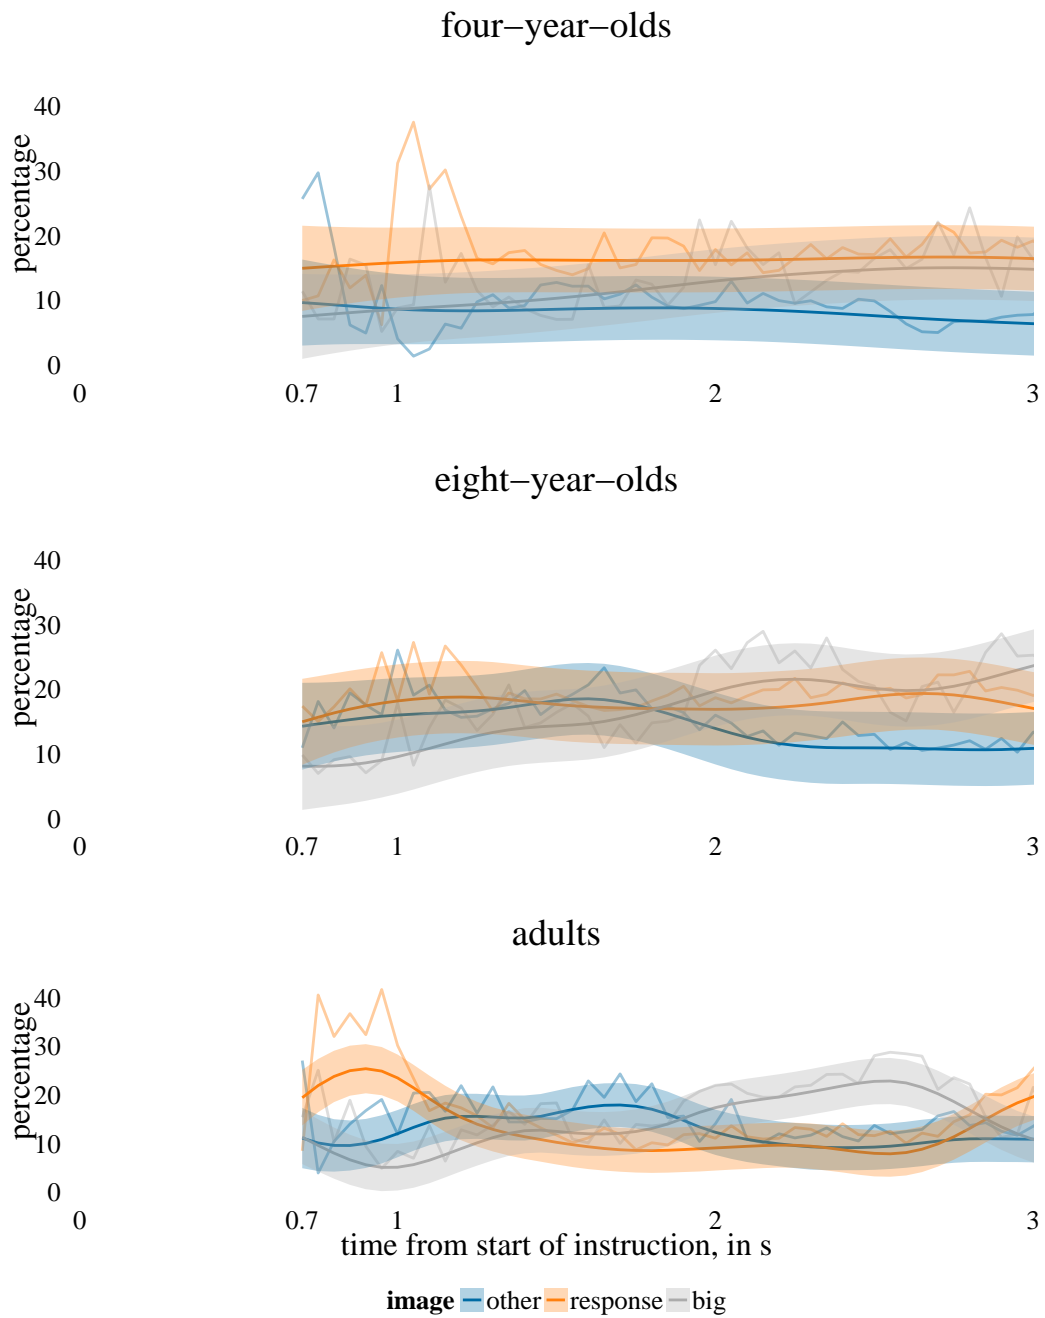 four−year−olds
percentage
40
30
20
10
0
0 0.7 1 2 3
eight−year−olds
percentage
40
30
20
10
0
0 0.7 1 2 3
adults
percentage
40
30
20
10
0
0 0.7 1 2 3
time from start of instruction, in s
image other response big